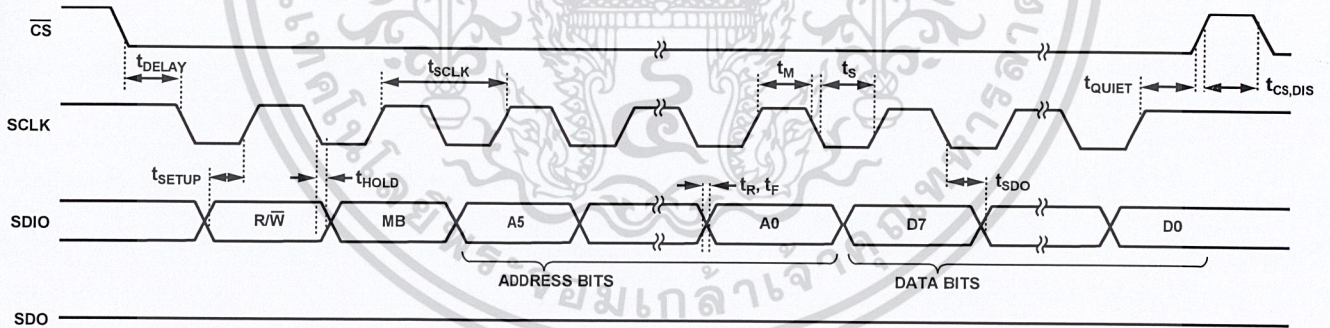 CS
tDELAY
tSCLK
tM
tS
tQUIET
tCS,DIS
SCLK
tSETUP
tHOLD
tR, tF
tSDO
SDIO
R/W
MB
A5
A0
D7
D0
ADDRESS BITS
DATA BITS
SDO